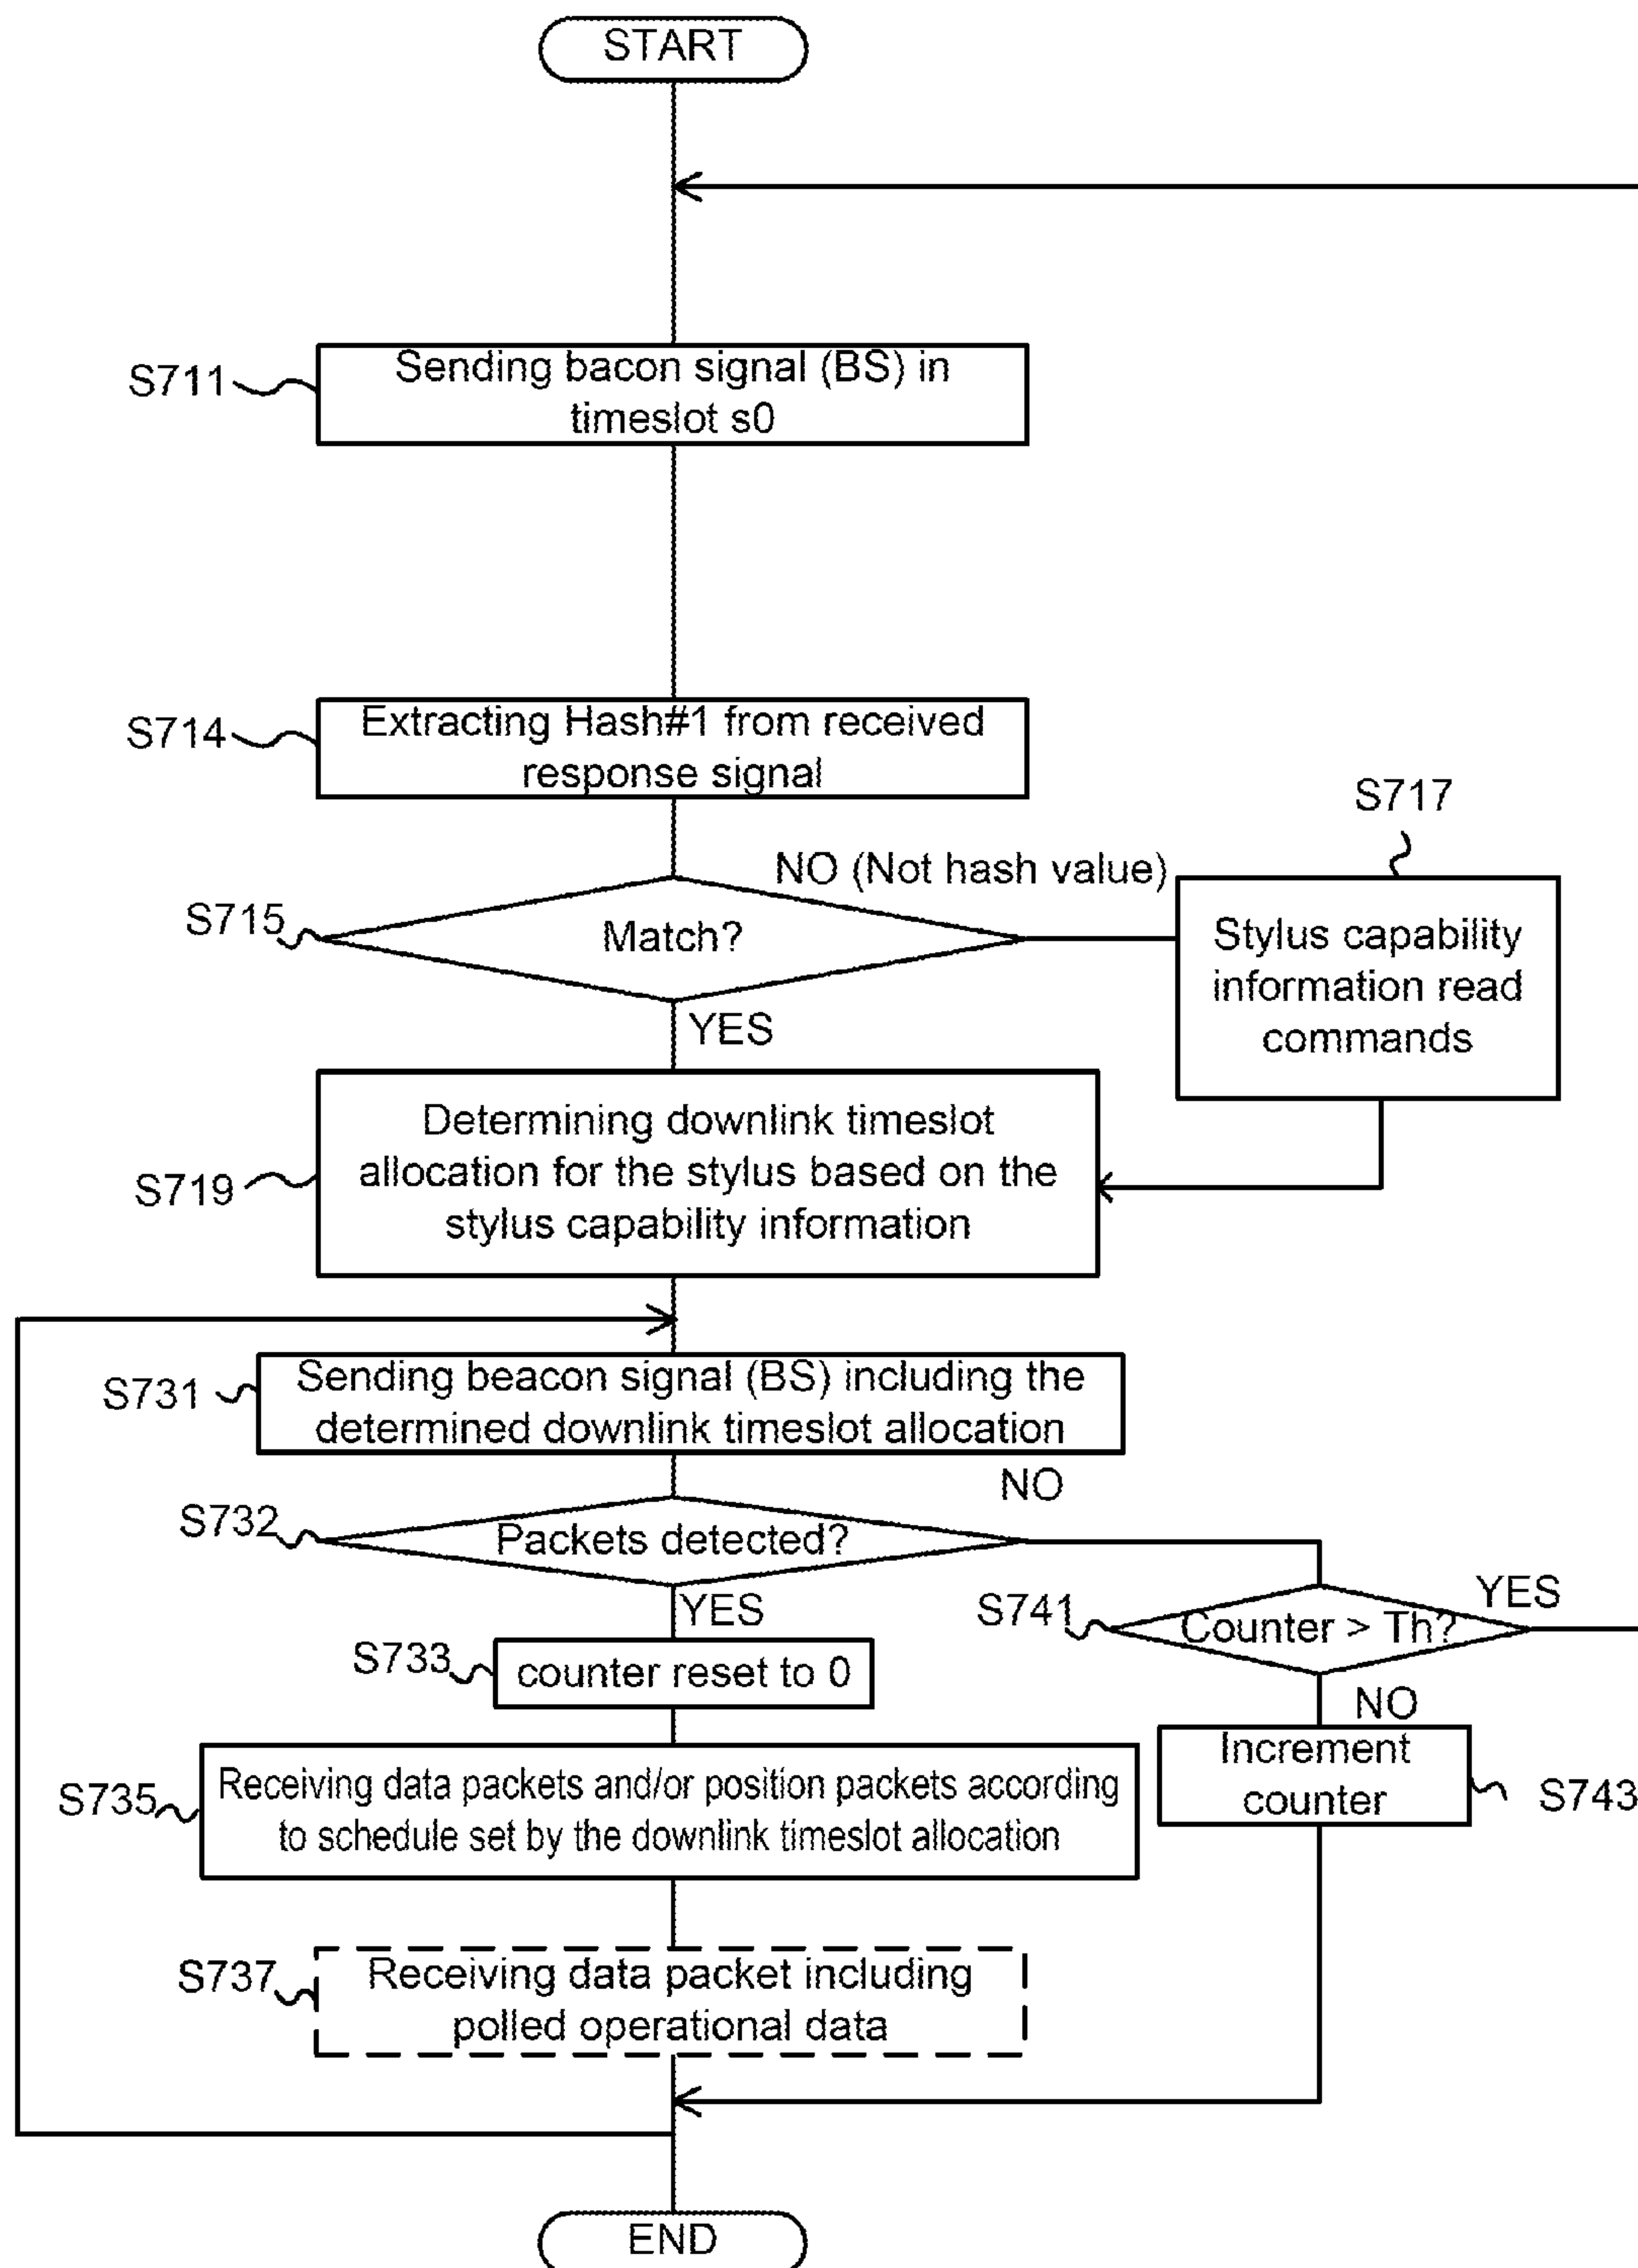 START
S711
Sending bacon signal (BS) in
timeslot s0
S714
Extracting Hash#1 from received
response signal
S717
NO (Not hash value)
S715
Match?
Stylus capability
information read
commands
YES
S719
Determining downlink timeslot
allocation for the stylus based on the
stylus capability information
S731
Sending beacon signal (BS) including the
determined downlink timeslot allocation
NO
S732
Packets detected?
YES
S741
Counter > Th?
YES
S733
counter reset to 0
NO
Increment
counter
S743
S735
Receiving data packets and/or position packets according
to schedule set by the downlink timeslot allocation
S737
Receiving data packet including
polled operational data
END